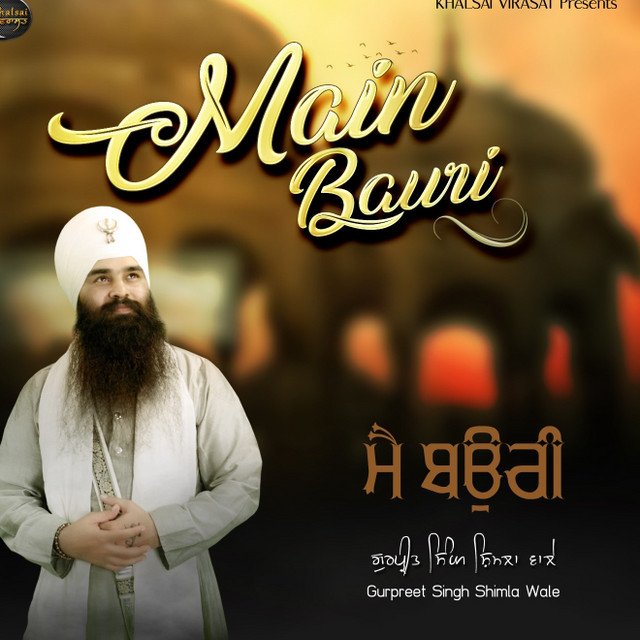 KHALSAI VIRASAT Presents
Main
Bauri
ਮੈ ਬਉਰੀ
ਗੁਰਪ੍ਰੀਤ ਸਿੰਘ ਸ਼ਿਮਲਾ ਵਾਲੇ
Gurpreet Singh Shimla Wale